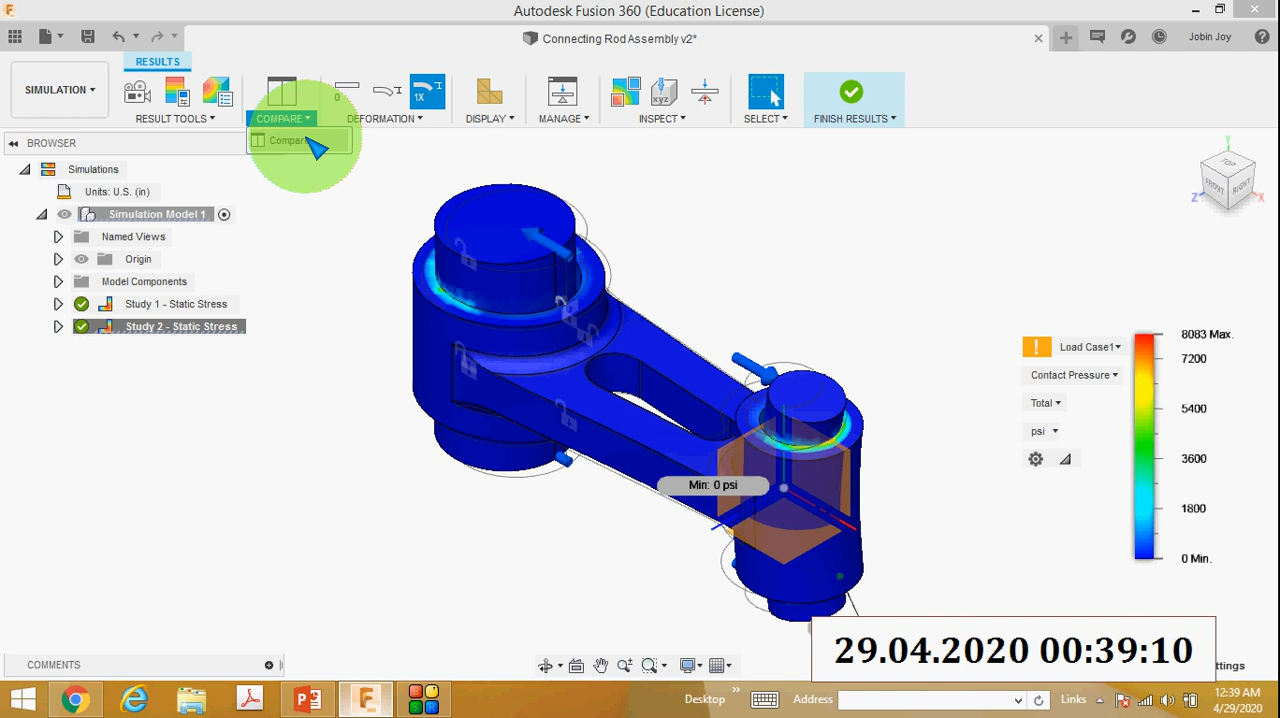 Autodesk Fusion 360 (Education License)
Connecting Rod Assembly v2*
Jobin Joy
RESULTS
SIMULATION
RESULT TOOLS
COMPARE
DEFORMATION
DISPLAY
MANAGE
INSPECT
SELECT
FINISH RESULTS
Compare
BROWSER
Simulations
Units: U.S. (in)
Simulation Model 1
Named Views
Origin
Model Components
Study 1 - Static Stress
Study 2 - Static Stress
TOP
FRONT
RIGHT
Y
Z
X
8083 Max.
Load Case1
7200
Contact Pressure
Total
5400
psi
3600
1800
0 Min.
Min: 0 psi
29.04.2020 00:39:10
ttings
COMMENTS
Desktop
Address
Links
12:39 AM
4/29/2020